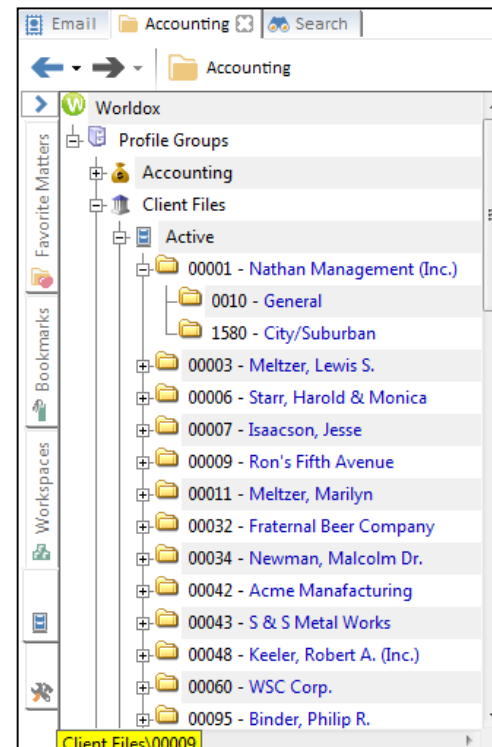 Email Accounting Search
Accounting
Worldox
Profile Groups
Accounting
Client Files
Active
00001 - Nathan Management (Inc.)
0010 - General
1580 - City/Suburban
00003 - Meltzer, Lewis S.
00006 - Starr, Harold & Monica
00007 - Isaacson, Jesse
00009 - Ron's Fifth Avenue
00011 - Meltzer, Marilyn
00032 - Fraternal Beer Company
00034 - Newman, Malcolm Dr.
00042 - Acme Manafacturing
00043 - S & S Metal Works
00048 - Keeler, Robert A. (Inc.)
00060 - WSC Corp.
00095 - Binder, Philip R.
Client Files\00009
Favorite Matters
Bookmarks
Workspaces